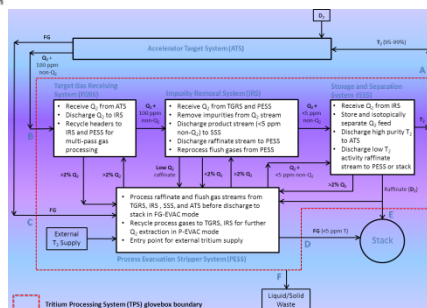 D₂
FG
Accelerator Target System (ATS)
T₂ (95-99%)
Q₂ +
100 ppm
non-Q₂
A
Target Gas Receiving
System (TGRS)
• Receive Q₂ from ATS
• Discharge Q₂ to IRS
• Recycle headers to
IRS and PESS for
multi-pass gas
processing
B
Q₂ +
100 ppm
non-Q₂
Impurity Removal System (IRS)
• Receive Q₂ from TGRS and PESS
• Remove impurities from Q₂ stream
• Discharge product stream (<5 ppm
non-Q₂) to SSS
• Discharge raffinate stream to PESS
• Reprocess flush gases from PESS
Q₂ +
<5 ppm
non-Q₂
Storage and Separation
System (SSS)
• Receive Q₂ from IRS
• Store and isotopically
separate Q₂ feed
• Discharge high purity T₂
to ATS
• Discharge low T₂
activity raffinate
stream to PESS or stack
T₂
<2% Q₂
>2% Q₂
Low Q₂
raffinate
<2% Q₂
>2% Q₂
Q₂ +
<5 ppm non-Q₂
>2% Q₂
Raffinate (D₂)
• Process raffinate and flush gas streams from
TGRS, IRS , SSS, and ATS before discharge to
stack in FG-EVAC mode
• Recycle process gases to TGRS, IRS for further
Q₂ extraction in P-EVAC mode
• Entry point for external tritium supply
Process Evacuation Stripper System (PESS)
C
FG
External
T₂ Supply
D
FG (<5 ppm T)
E
Stack
F
Liquid/Solid
Waste
Tritium Processing System (TPS) glovebox boundary